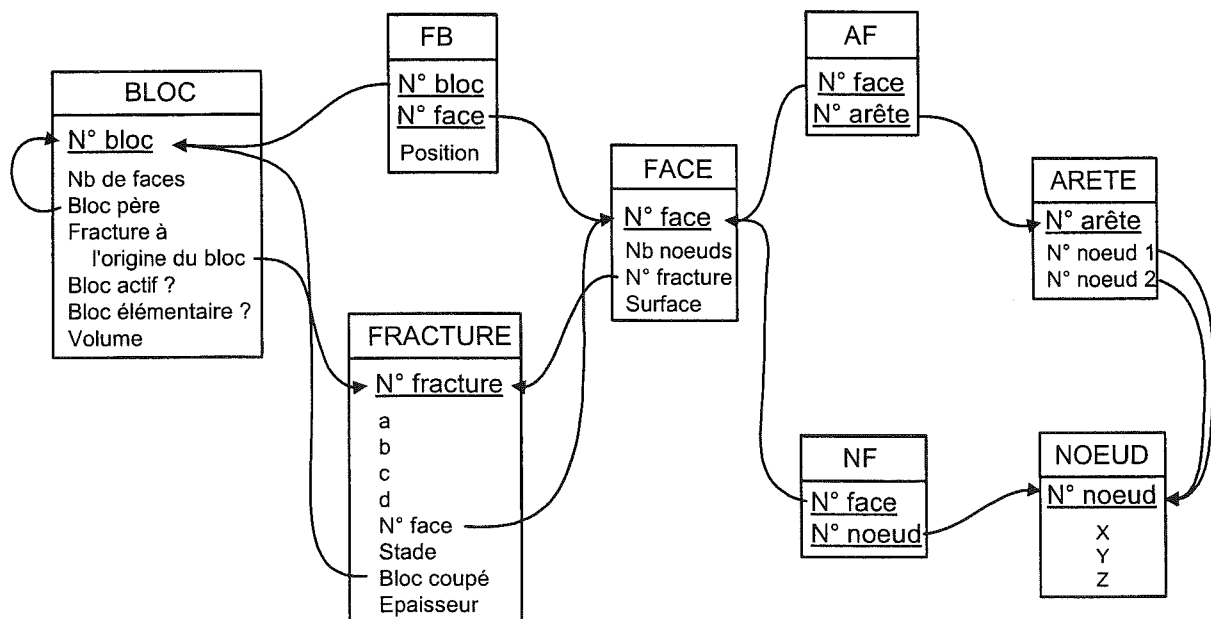 BLOC
N° bloc
Nb de faces
Bloc père
Fracture à
l'origine du bloc
Bloc actif ?
Bloc élémentaire ?
Volume
FB
N° bloc
N° face
Position
FRACTURE
N° fracture
a
b
c
d
N° face
Stade
Bloc coupé
Epaisseur
FACE
N° face
Nb noeuds
N° fracture
Surface
AF
N° face
N° arête
NF
N° face
N° noeud
ARETE
N° arête
N° noeud 1
N° noeud 2
NOEUD
N° noeud
X
Y
Z